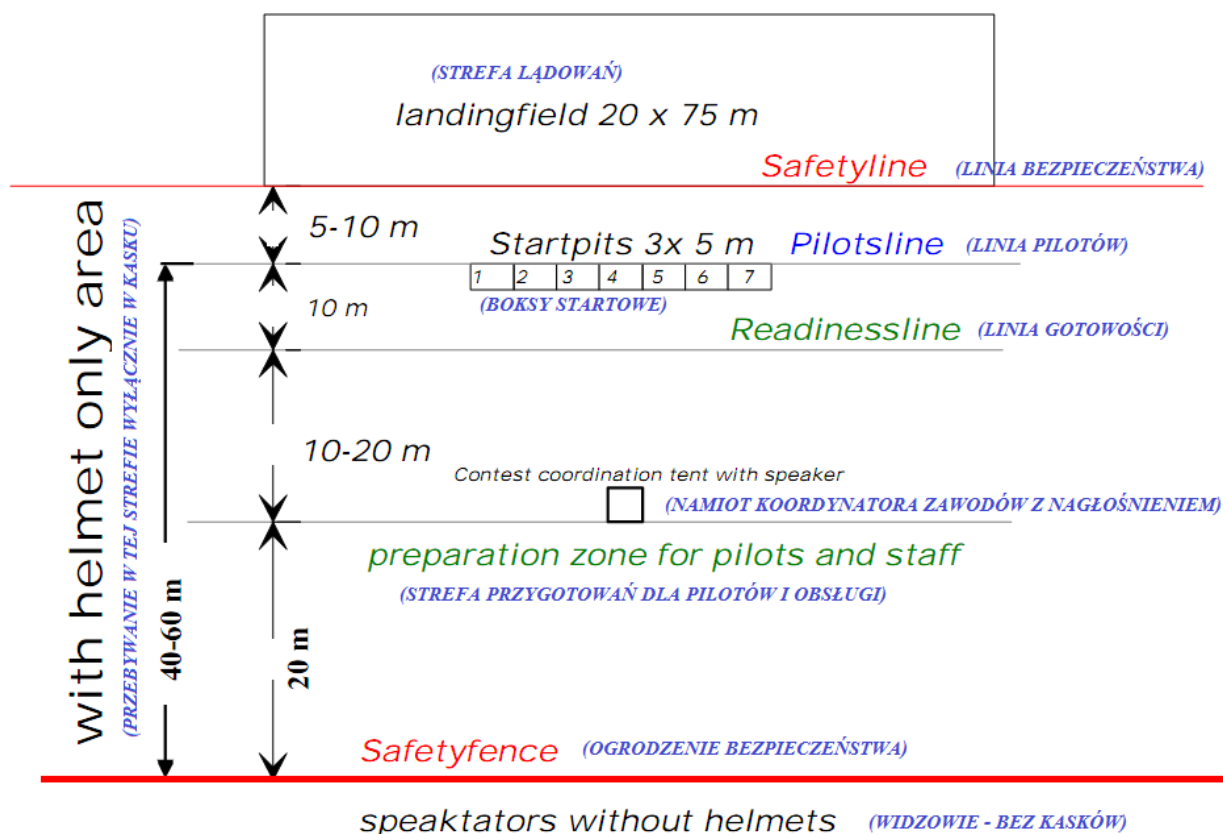 (STREFA LĄDOWAŃ)
landingfield 20 x 75 m
Safetyline (LINIA BEZPIECZEŃSTWA)
5-10 m
Startpits 3x 5 m Pilotsline (LINIA PILOTÓW)
1 2 3 4 5 6 7
10 m
(BOKSY STARTOWE)
Readinessline (LINIA GOTOWOŚCI)
10-20 m
Contest coordination tent with speaker
(NAMIOT KOORDYNATORA ZAWODÓW Z NAGŁOŚNIENIEM)
preparation zone for pilots and staff
(STREFA PRZYGOTOWAŃ DLA PILOTÓW I OBSŁUGI)
with helmet only area
(PRZEBYWANIE W TEJ STREFIE WYŁĄCZNIE W KASKU)
40-60 m
20 m
Safetyfence (OGRODZENIE BEZPIECZEŃSTWA)
speaktators without helmets (WIDZOWIE - BEZ KASKÓW)